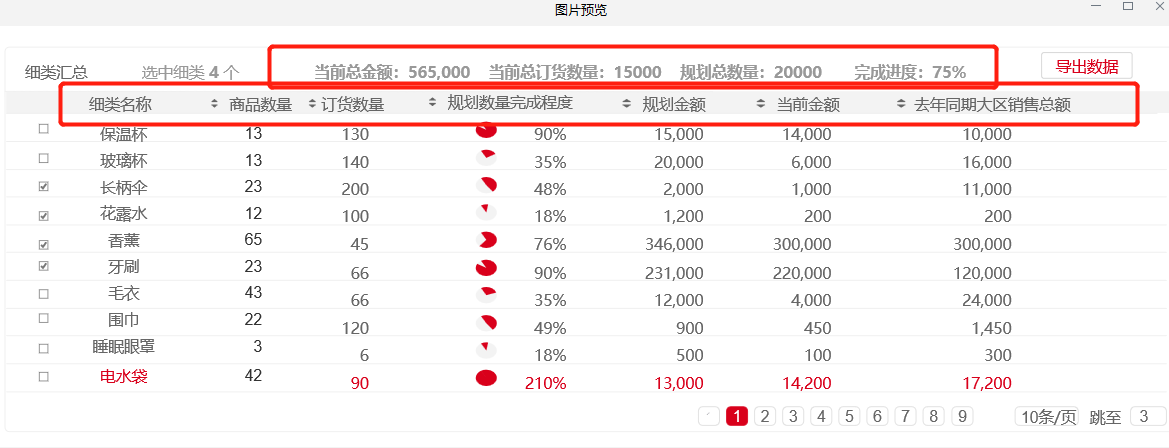 图片预览
细类汇总 选中细类 4 个 当前总金额：565,000 当前总订货数量：15000 规划总数量：20000 完成进度：75% 导出数据
细类名称 商品数量 订货数量 规划数量完成程度 规划金额 当前金额 去年同期大区销售总额
保温杯 13 130 90% 15,000 14,000 10,000
玻璃杯 13 140 35% 20,000 6,000 16,000
长柄伞 23 200 48% 2,000 1,000 11,000
花露水 12 100 18% 1,200 200 200
香薰 65 45 76% 346,000 300,000 300,000
牙刷 23 66 90% 231,000 220,000 120,000
毛衣 43 66 35% 12,000 4,000 24,000
围巾 22 120 49% 900 450 1,450
睡眠眼罩 3 6 18% 500 100 300
电水袋 42 90 210% 13,000 14,200 17,200
1 2 3 4 5 6 7 8 9 10条/页 跳至 3